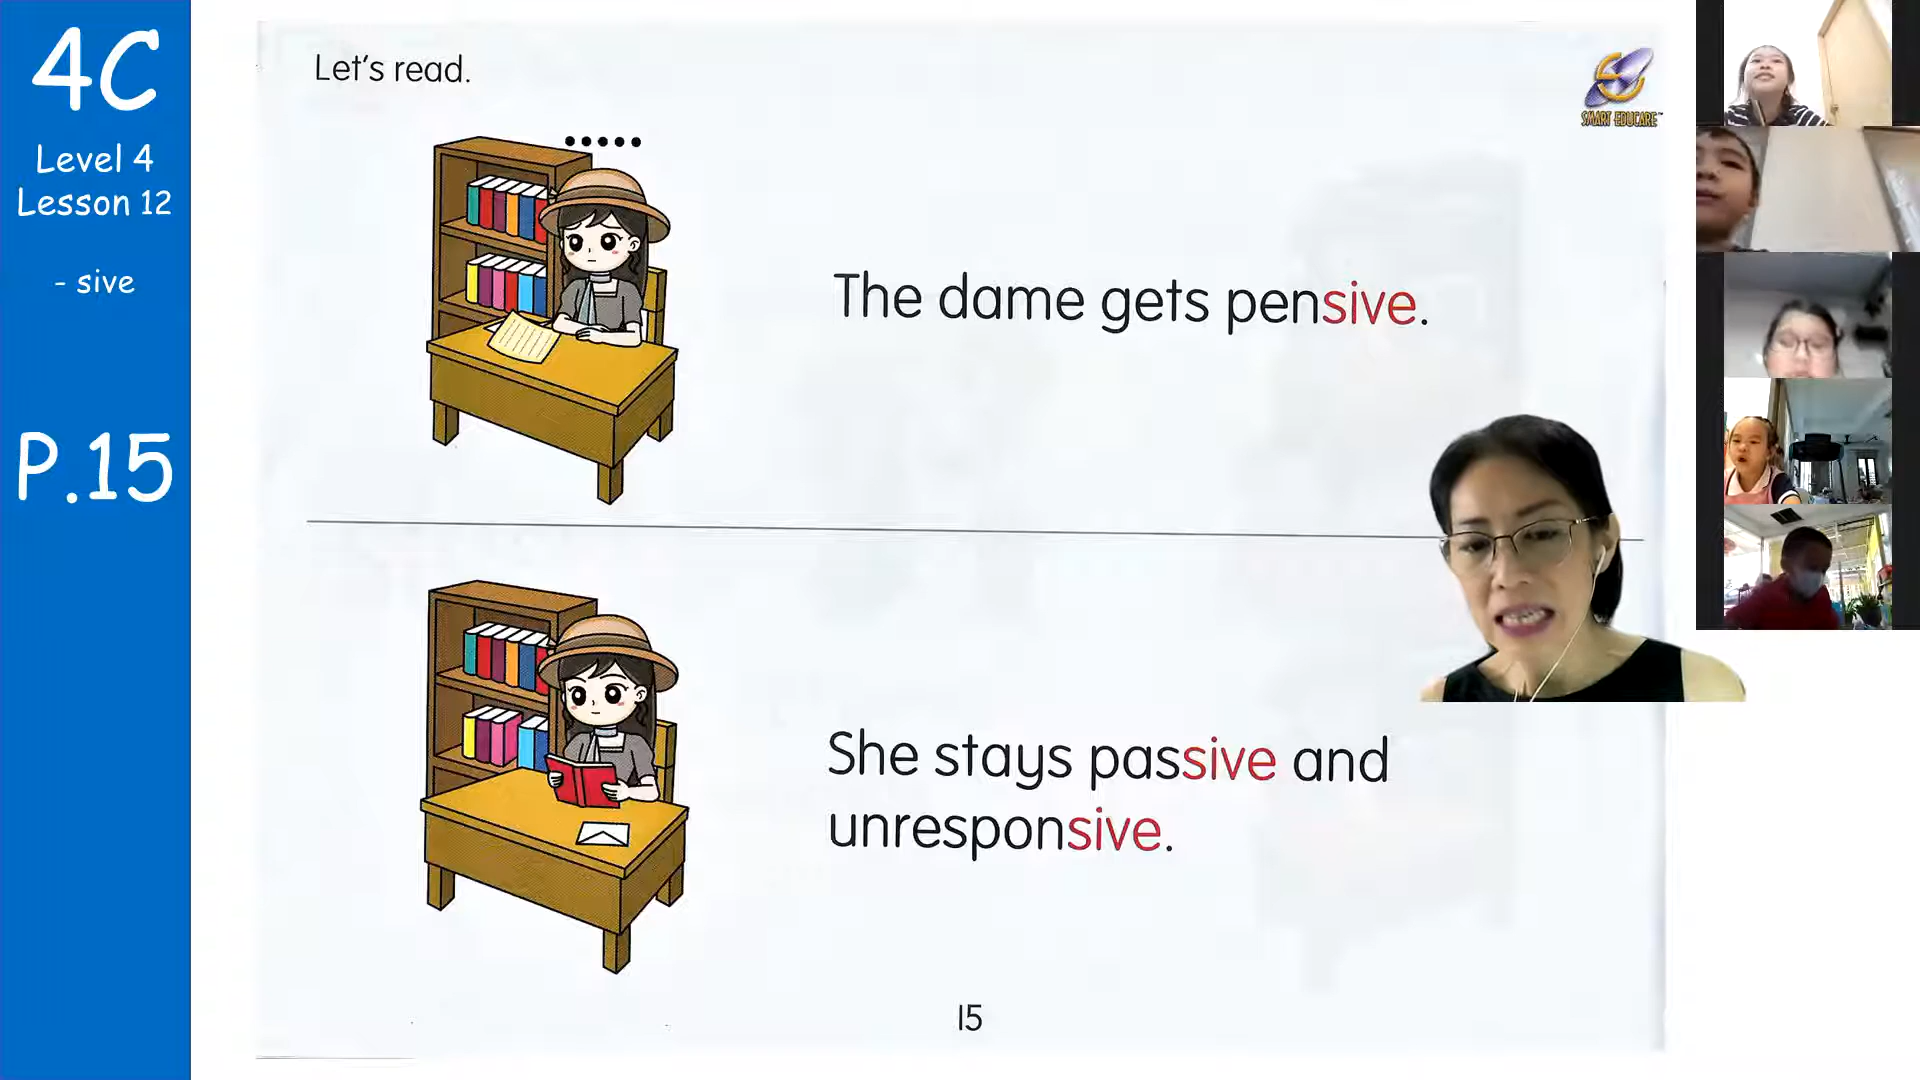 4C
Level 4
Lesson 12
- sive
P.15
Let's read.
SMART EDUCARE™
The dame gets pensive.
She stays passive and
unresponsive.
15